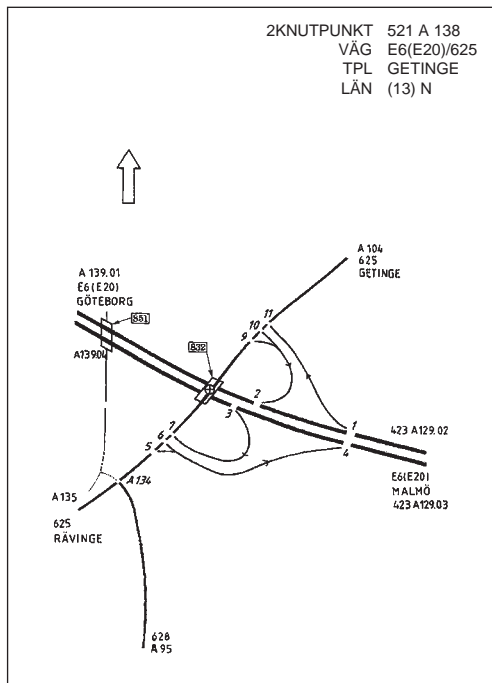 2KNUTPUNKT 521 A 138
VÄG E6(E20)/625
TPL GETINGE
LÄN (13) N
A 104
625
GETINGE
A 139.01
E6(E20)
GÖTEBORG
851
A139.04
832
11
10
9
2
3
1
4
423 A129.02
7
6
5
E6(E20)
MALMÖ
423 A129.03
A 134
A 135
625
RÄVINGE
628
A 95